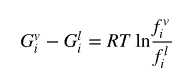 G_i^v − G_i^l = RT ln f_i^v / f_i^l